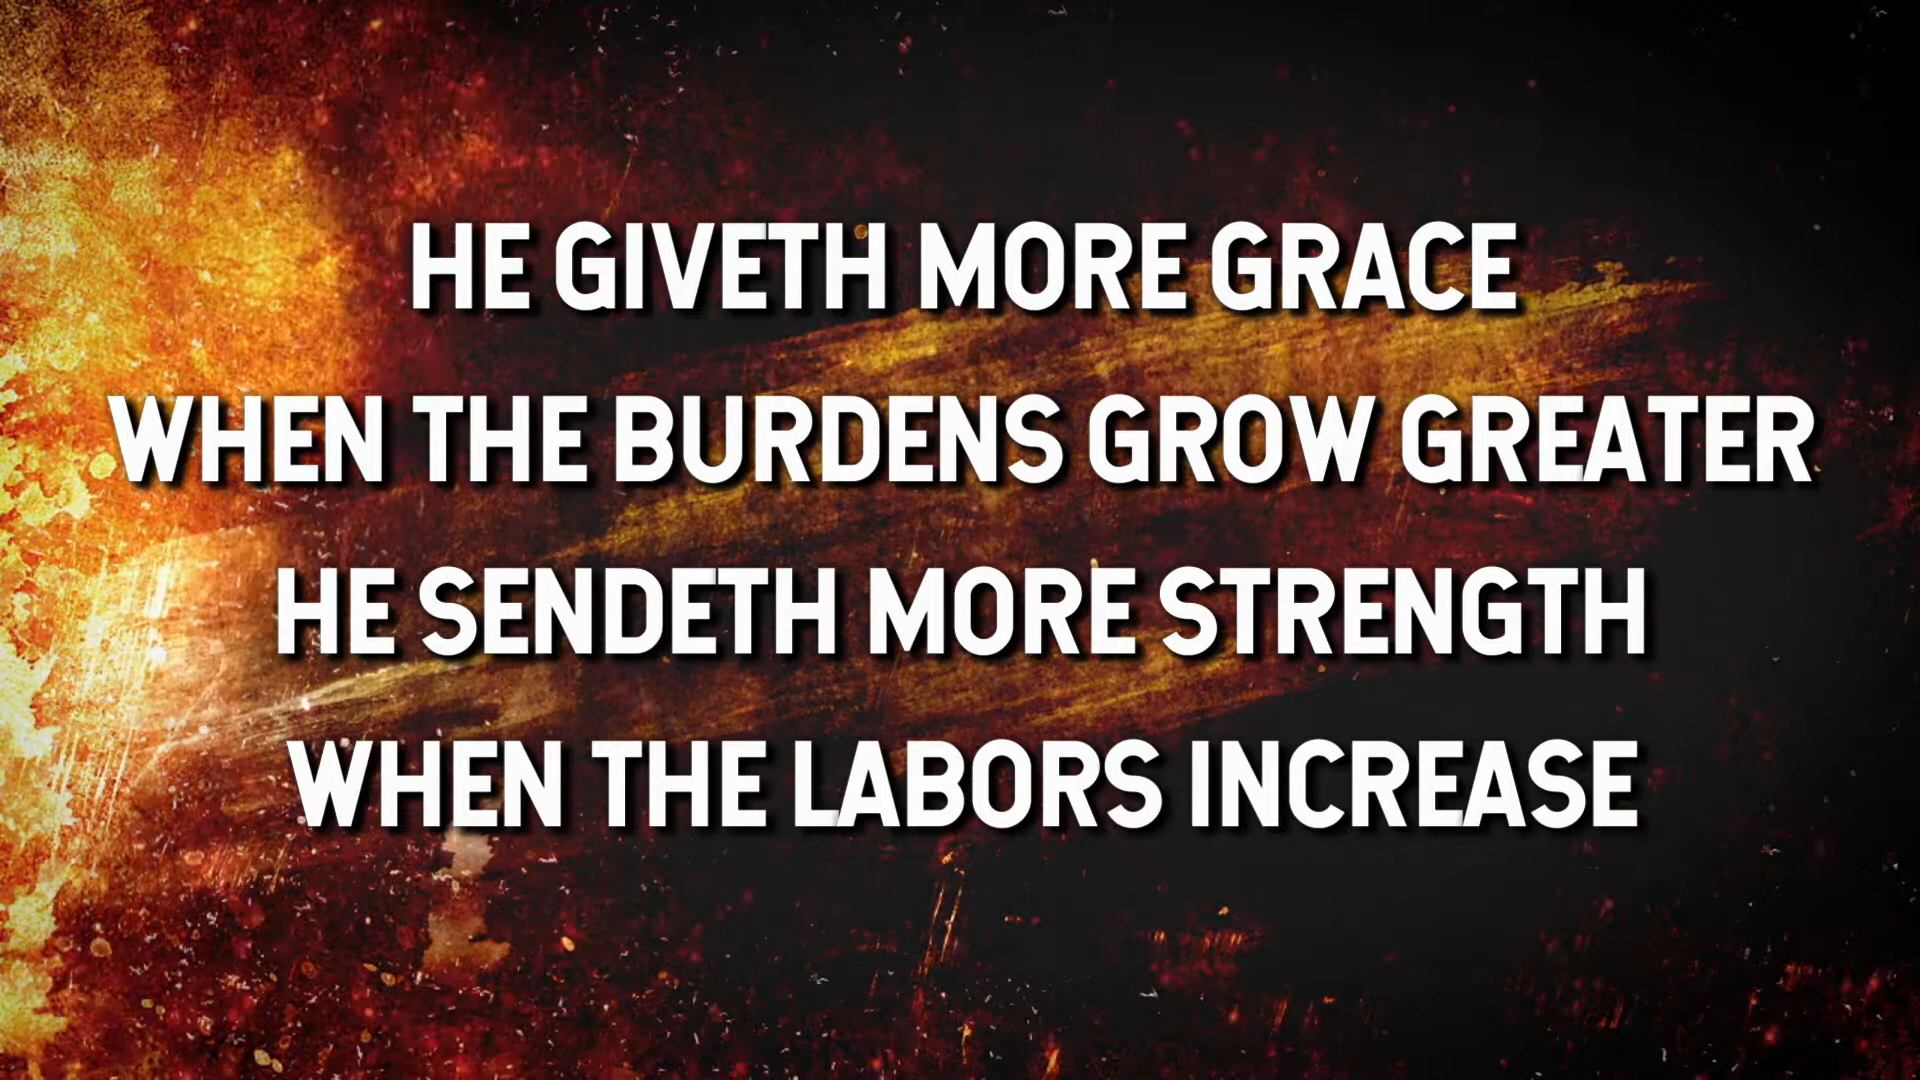 HE GIVETH MORE GRACE
WHEN THE BURDENS GROW GREATER
HE SENDETH MORE STRENGTH
WHEN THE LABORS INCREASE